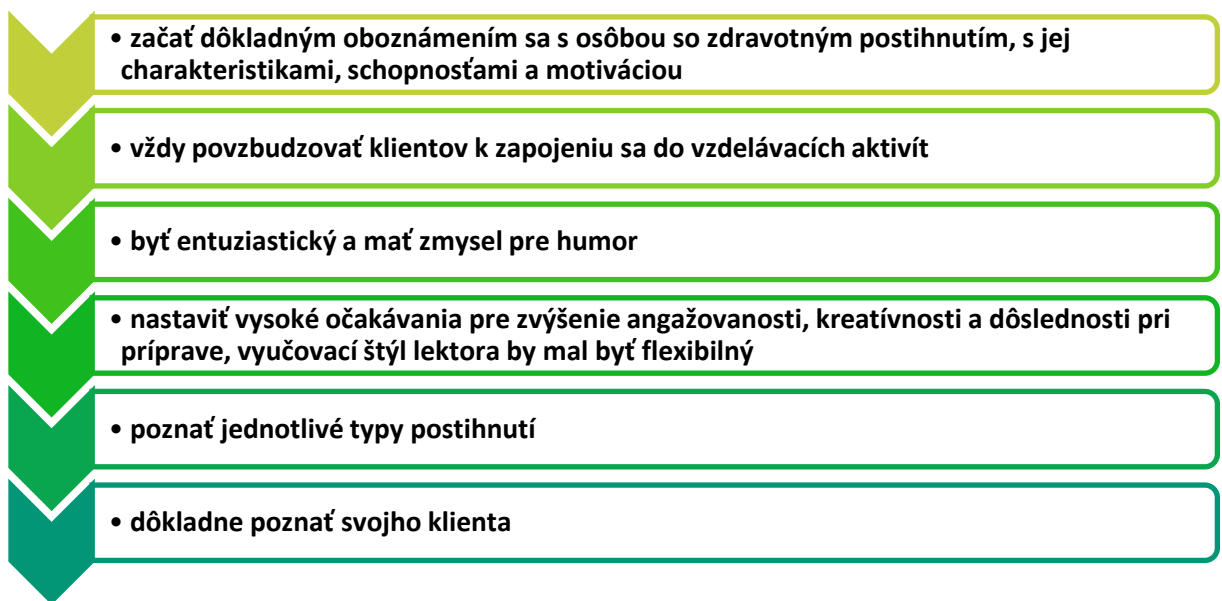 • začať dôkladným oboznámením sa s osôbou so zdravotným postihnutím, s jej
charakteristikami, schopnosťami a motiváciou
• vždy povzbudzovať klientov k zapojeniu sa do vzdelávacích aktivít
• byť entuziastický a mať zmysel pre humor
• nastaviť vysoké očakávania pre zvýšenie angažovanosti, kreatívnosti a dôslednosti pri
príprave, vyučovací štýl lektora by mal byť flexibilný
• poznať jednotlivé typy postihnutí
• dôkladne poznať svojho klienta